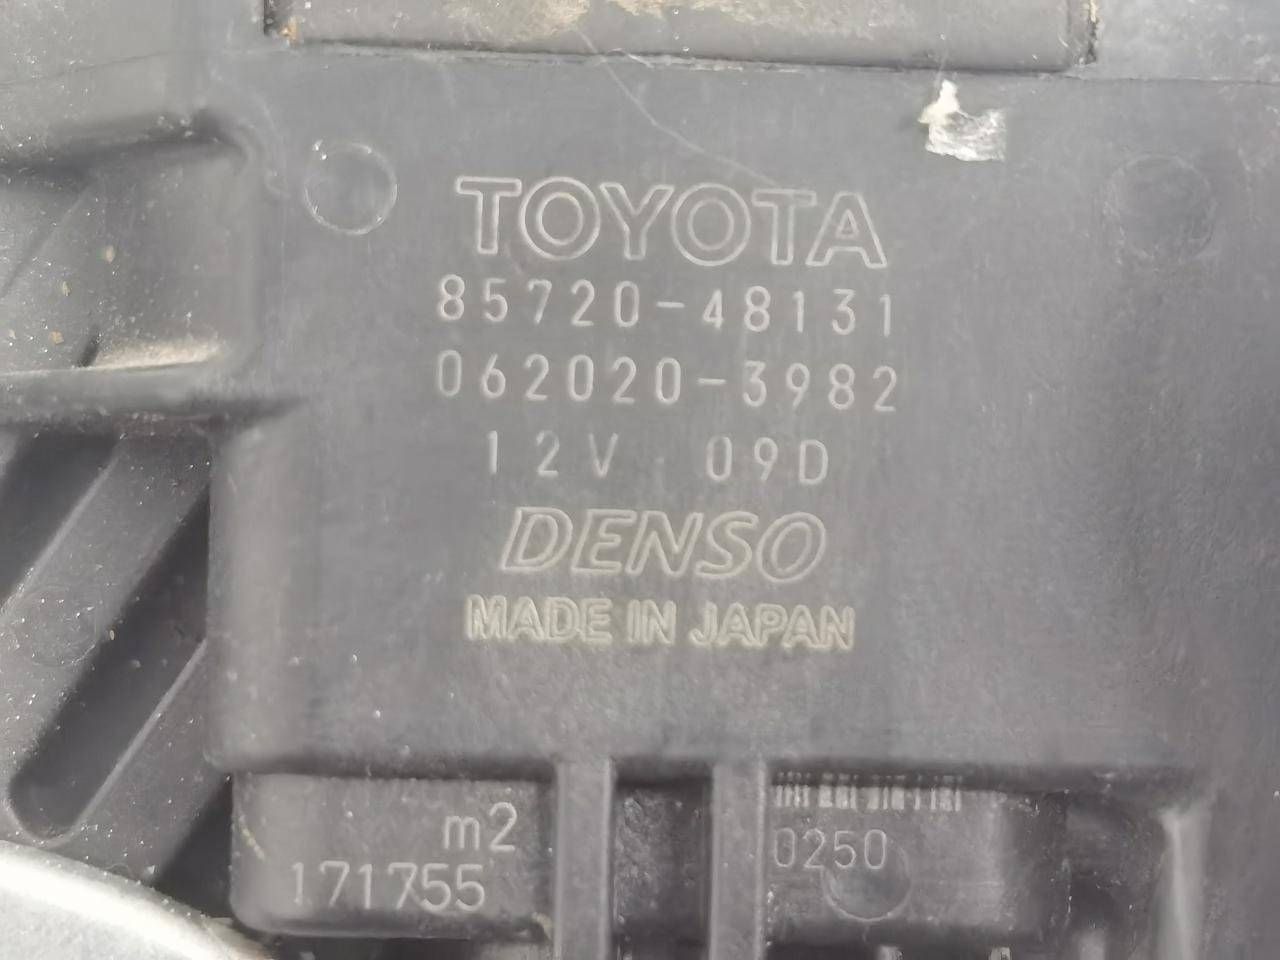 TOYOTA
85720-48131
062020-3982
12V 09D
DENSO
MADE IN JAPAN
m2
171755
0250